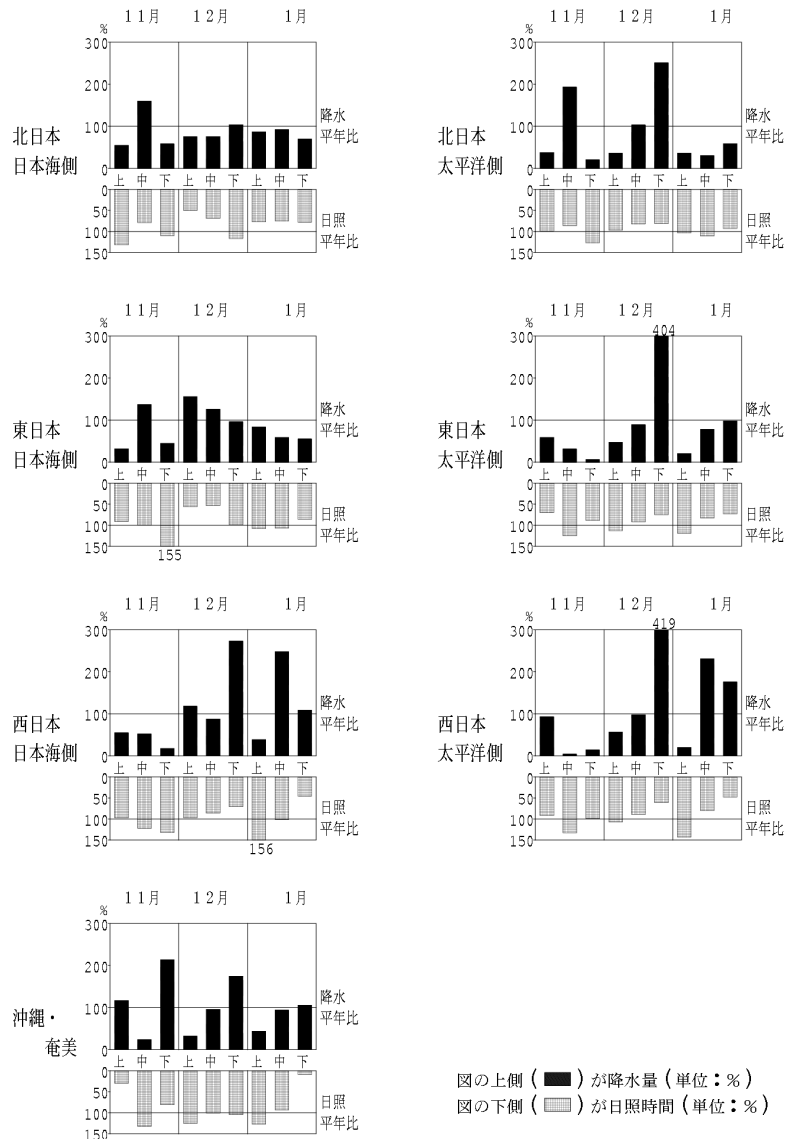 11月 12月 1月
%
300
200
100
0
降水
平年比
北日本
日本海側
上 中 下 上 中 下 上 中 下
0
50
100
150
日照
平年比
11月 12月 1月
%
300
200
100
0
降水
平年比
北日本
太平洋側
上 中 下 上 中 下 上 中 下
0
50
100
150
日照
平年比
11月 12月 1月
%
300
200
100
0
降水
平年比
東日本
日本海側
上 中 下 上 中 下 上 中 下
0
50
100
150
日照
平年比
155
11月 12月 1月
%
404
300
200
100
0
降水
平年比
東日本
太平洋側
上 中 下 上 中 下 上 中 下
0
50
100
150
日照
平年比
11月 12月 1月
%
300
200
100
0
降水
平年比
西日本
日本海側
上 中 下 上 中 下 上 中 下
0
50
100
150
日照
平年比
156
11月 12月 1月
%
419
300
200
100
0
降水
平年比
西日本
太平洋側
上 中 下 上 中 下 上 中 下
0
50
100
150
日照
平年比
11月 12月 1月
%
300
200
100
0
降水
平年比
沖縄・
奄美
上 中 下 上 中 下 上 中 下
0
50
100
150
日照
平年比
図の上側(■)が降水量(単位:%)
図の下側( )が日照時間(単位:%)